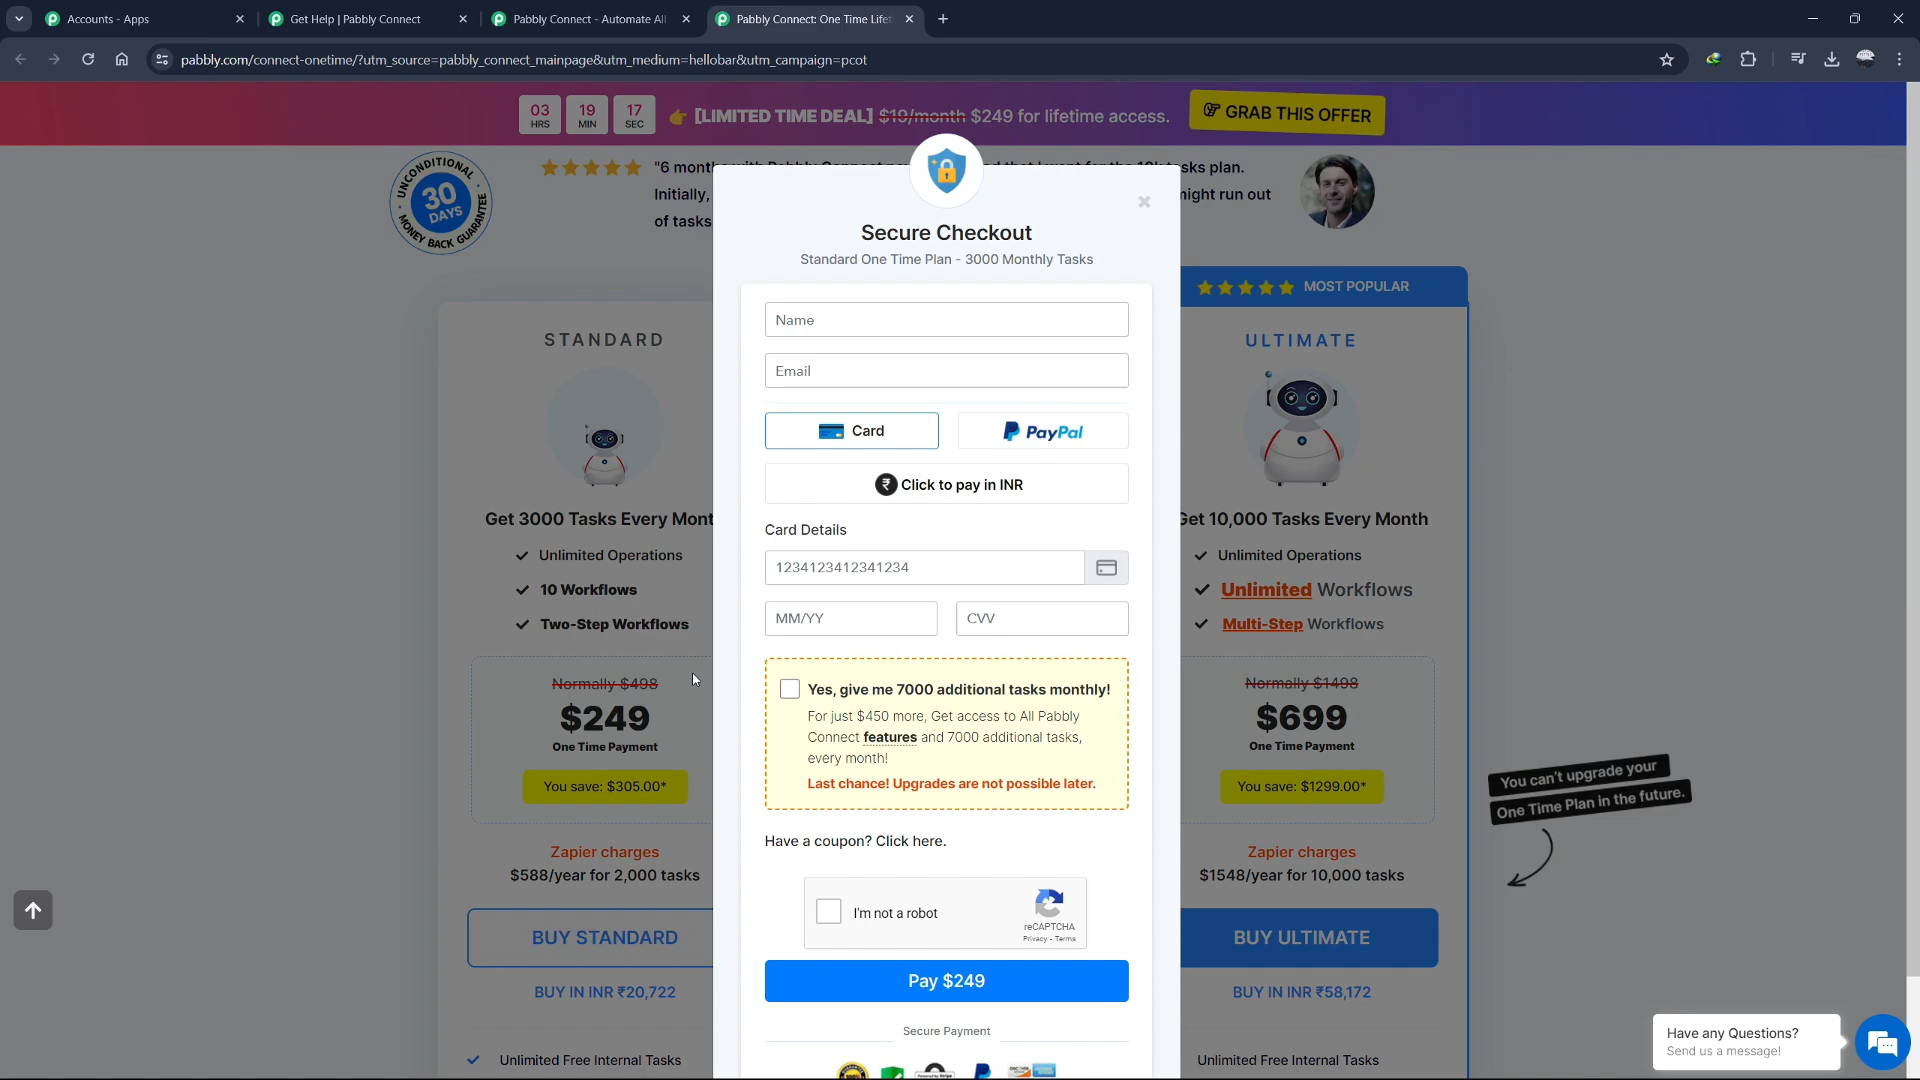 Accounts - Apps
Get Help | Pabbly Connect
Pabbly Connect - Automate All
Pabbly Connect: One Time Life
pabbly.com/connect-onetime/?utm_source=pabbly_connect_mainpage&utm_medium=hellobar&utm_campaign=pcot
03 19 17
HRS MIN SEC
[LIMITED TIME DEAL] $19/month $249 for lifetime access.
GRAB THIS OFFER
UNCONDITIONAL
30
DAYS
MONEY BACK GUARANTEE
"6 months with Pabbly Connect
sks plan.
Initially,
might run out
of tasks
Secure Checkout
Standard One Time Plan - 3000 Monthly Tasks
Name
Email
Card
PayPal
₹ Click to pay in INR
Card Details
1234123412341234
MM/YY
CVV
Yes, give me 7000 additional tasks monthly!
For just $450 more, Get access to All Pabbly
Connect features and 7000 additional tasks,
every month!
Last chance! Upgrades are not possible later.
Have a coupon? Click here.
I'm not a robot
reCAPTCHA
Privacy - Terms
Pay $249
Secure Payment
STANDARD
Get 3000 Tasks Every Mont
Unlimited Operations
10 Workflows
Two-Step Workflows
Normally $498
$249
One Time Payment
You save: $305.00*
Zapier charges
$588/year for 2,000 tasks
BUY STANDARD
BUY IN INR ₹20,722
Unlimited Free Internal Tasks
MOST POPULAR
ULTIMATE
Get 10,000 Tasks Every Month
Unlimited Operations
Unlimited Workflows
Multi-Step Workflows
Normally $1498
$699
One Time Payment
You save: $1299.00*
Zapier charges
$1548/year for 10,000 tasks
BUY ULTIMATE
BUY IN INR ₹58,172
Unlimited Free Internal Tasks
You can't upgrade your
One Time Plan in the future.
Have any Questions?
Send us a message!